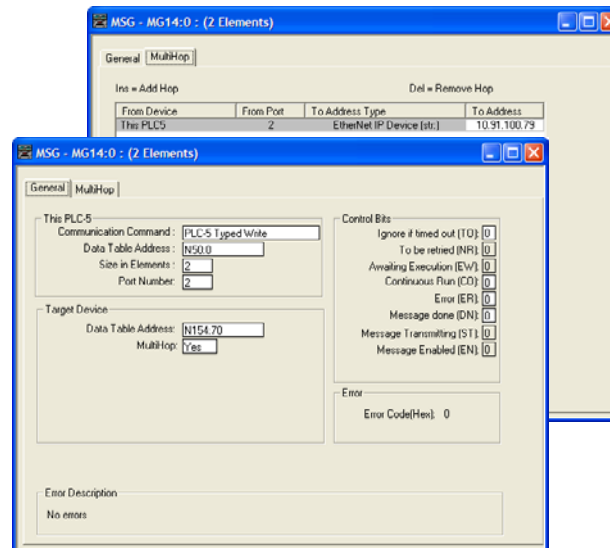 MSG - MG14:0 : (2 Elements)
General MultiHop
Ins = Add Hop Del = Remove Hop
From Device From Port To Address Type To Address
This PLC5 2 EtherNet IP Device (str.) 10.91.100.79
MSG - MG14:0 : (2 Elements)
General MultiHop
This PLC-5
Communication Command : PLC-5 Typed Write
Data Table Address : N50:0
Size in Elements : 2
Port Number: 2
Target Device
Data Table Address: N154:70
MultiHop: Yes
Control Bits
Ignore if timed out (TO): 0
To be retried (NR): 0
Awaiting Execution (EW): 0
Continuous Run (CO): 0
Error (ER): 0
Message done (DN): 0
Message Transmitting (ST): 0
Message Enabled (EN): 0
Error
Error Code(Hex): 0
Error Description
No errors